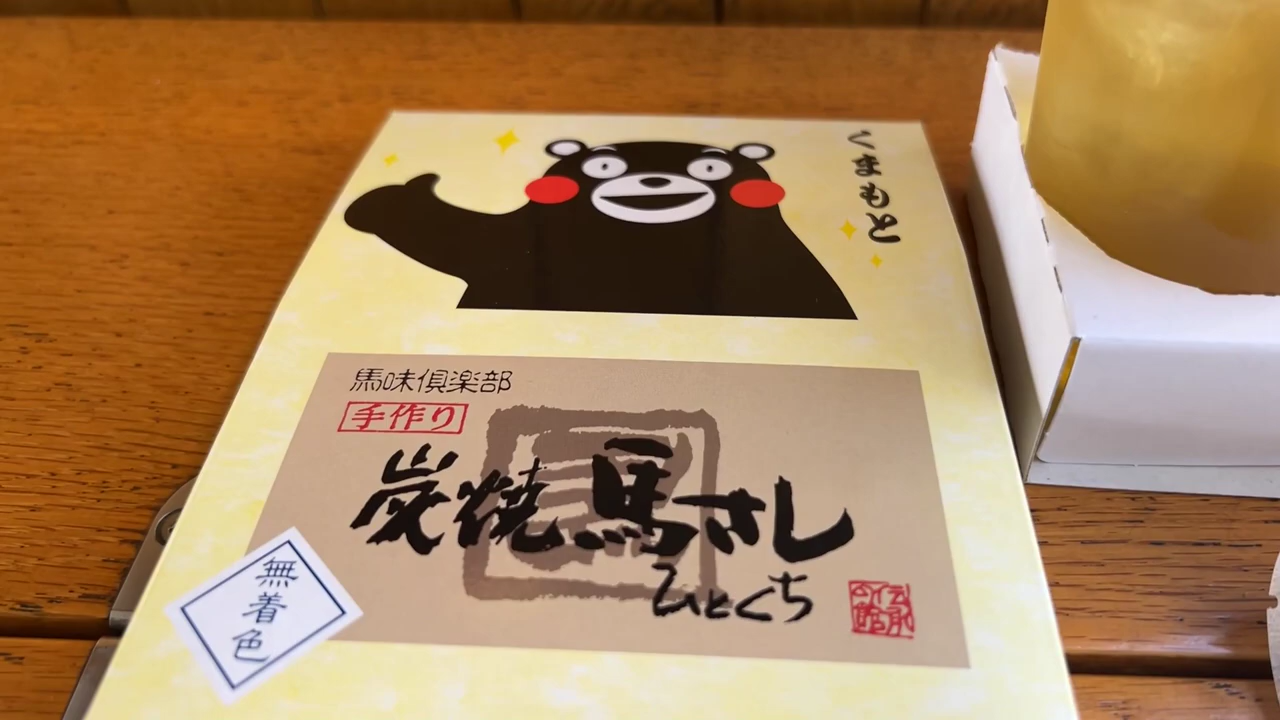 くまもと
馬味倶楽部
手作り
炭焼馬さし
ひとくち
無着色